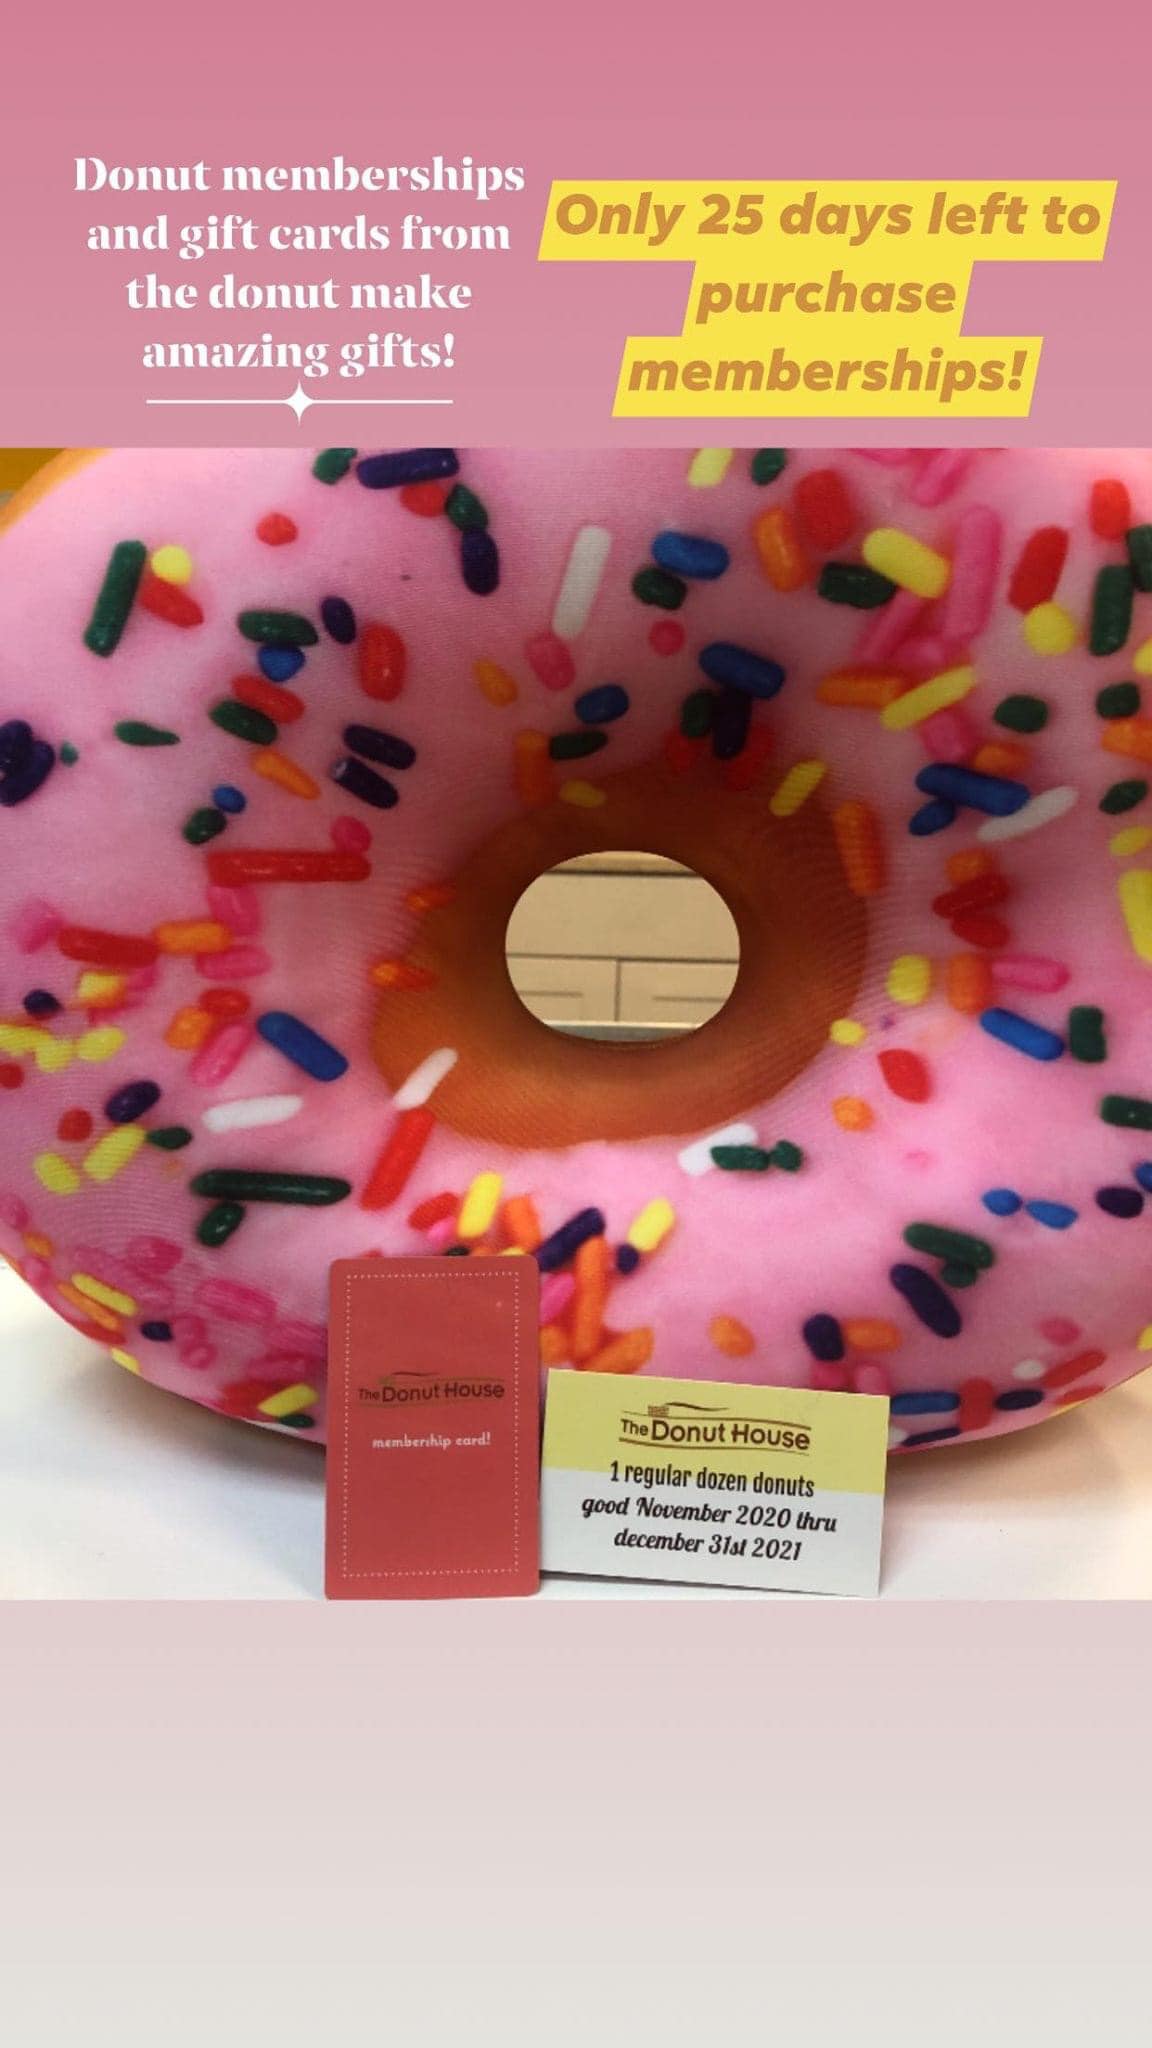 Donut memberships
and gift cards from
the donut make
amazing gifts!
Only 25 days left to
purchase
memberships!
The Donut House
membership card!
The Donut House
1 regular dozen donuts
good November 2020 thru
december 31st 2021